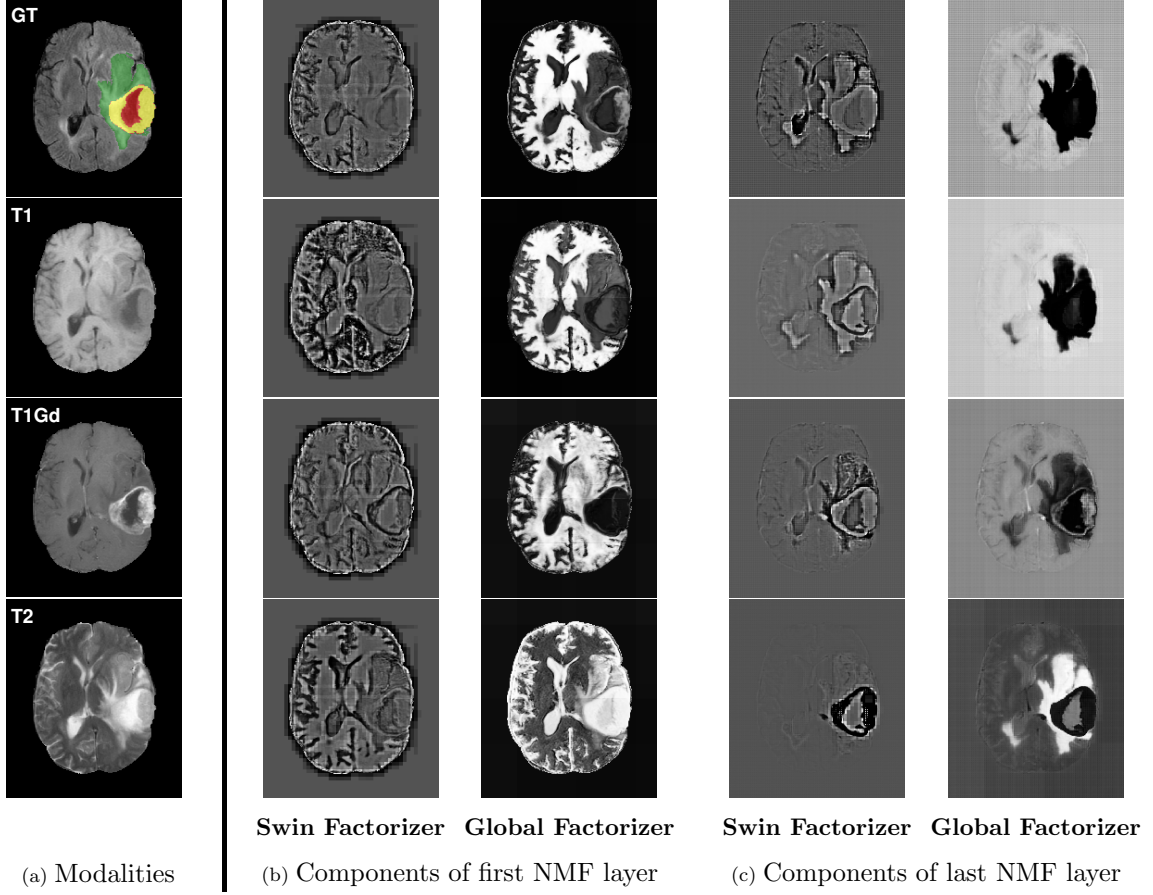 GT
T1
T1Gd
T2
Swin Factorizer Global Factorizer Swin Factorizer Global Factorizer
(a) Modalities (b) Components of first NMF layer (c) Components of last NMF layer